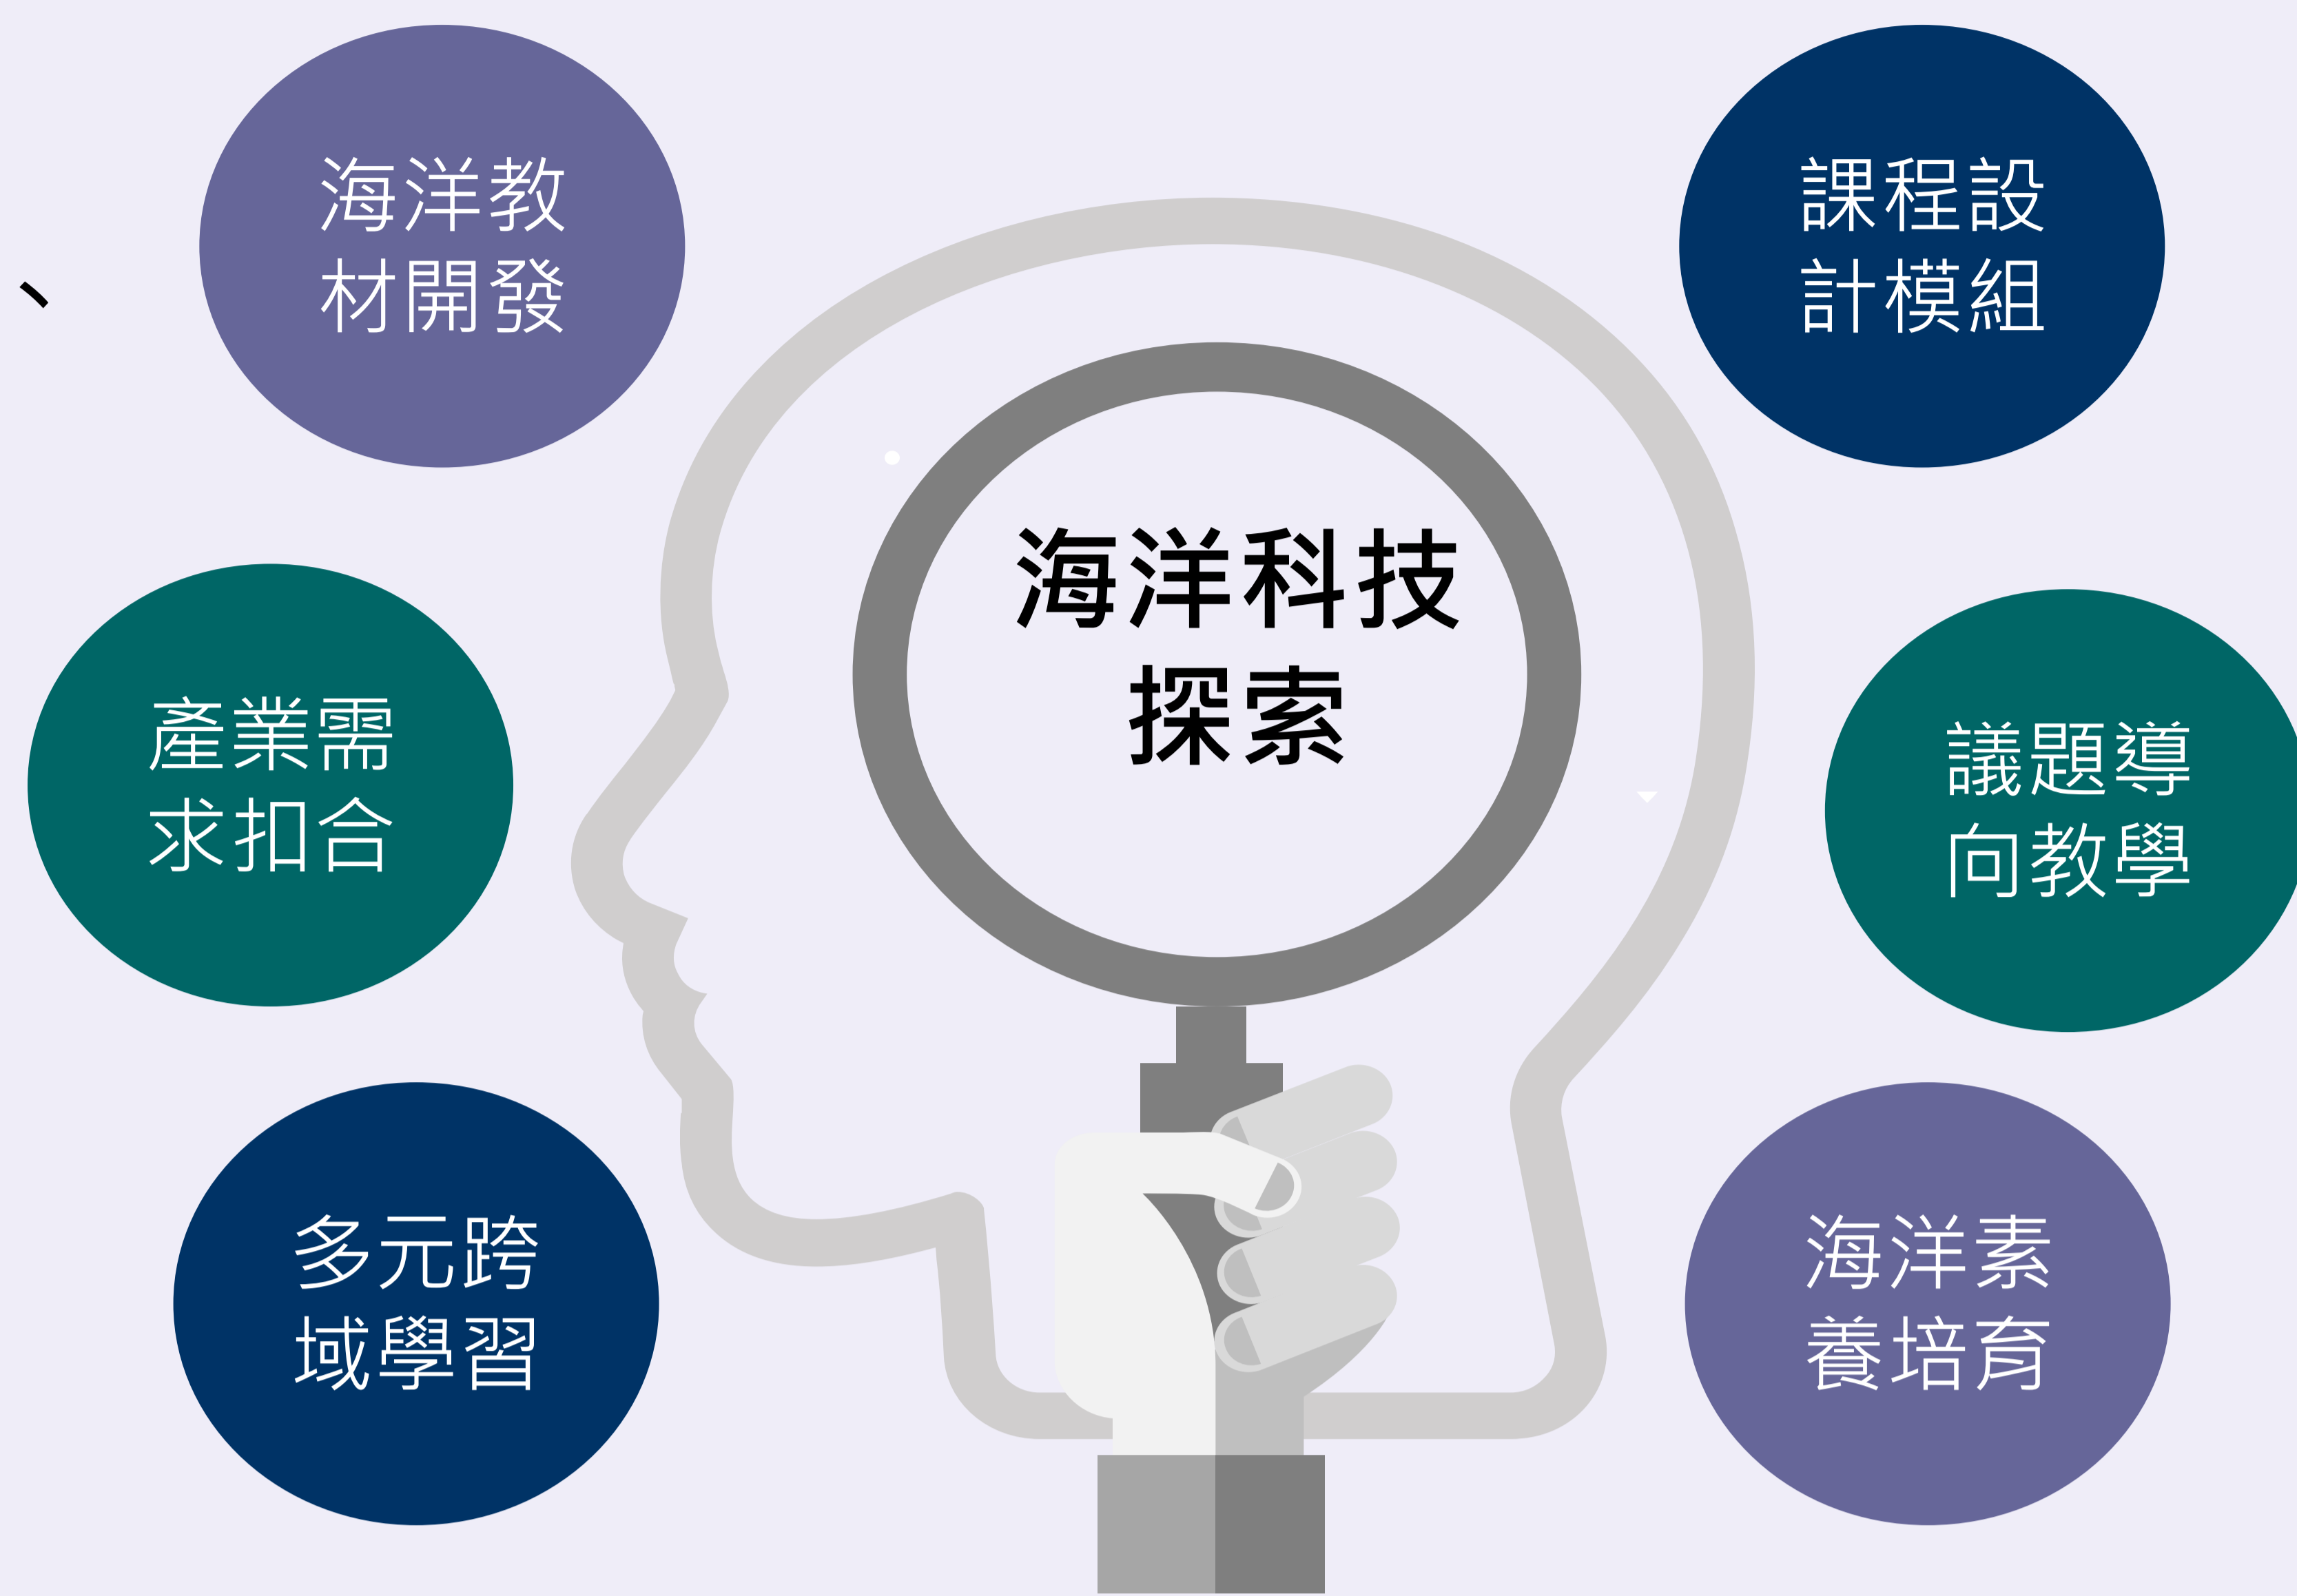 海洋教
材開發
課程設
計模組
、
海洋科技
探索
產業需
求扣合
議題導
向教學
多元跨
域學習
海洋素
養培育